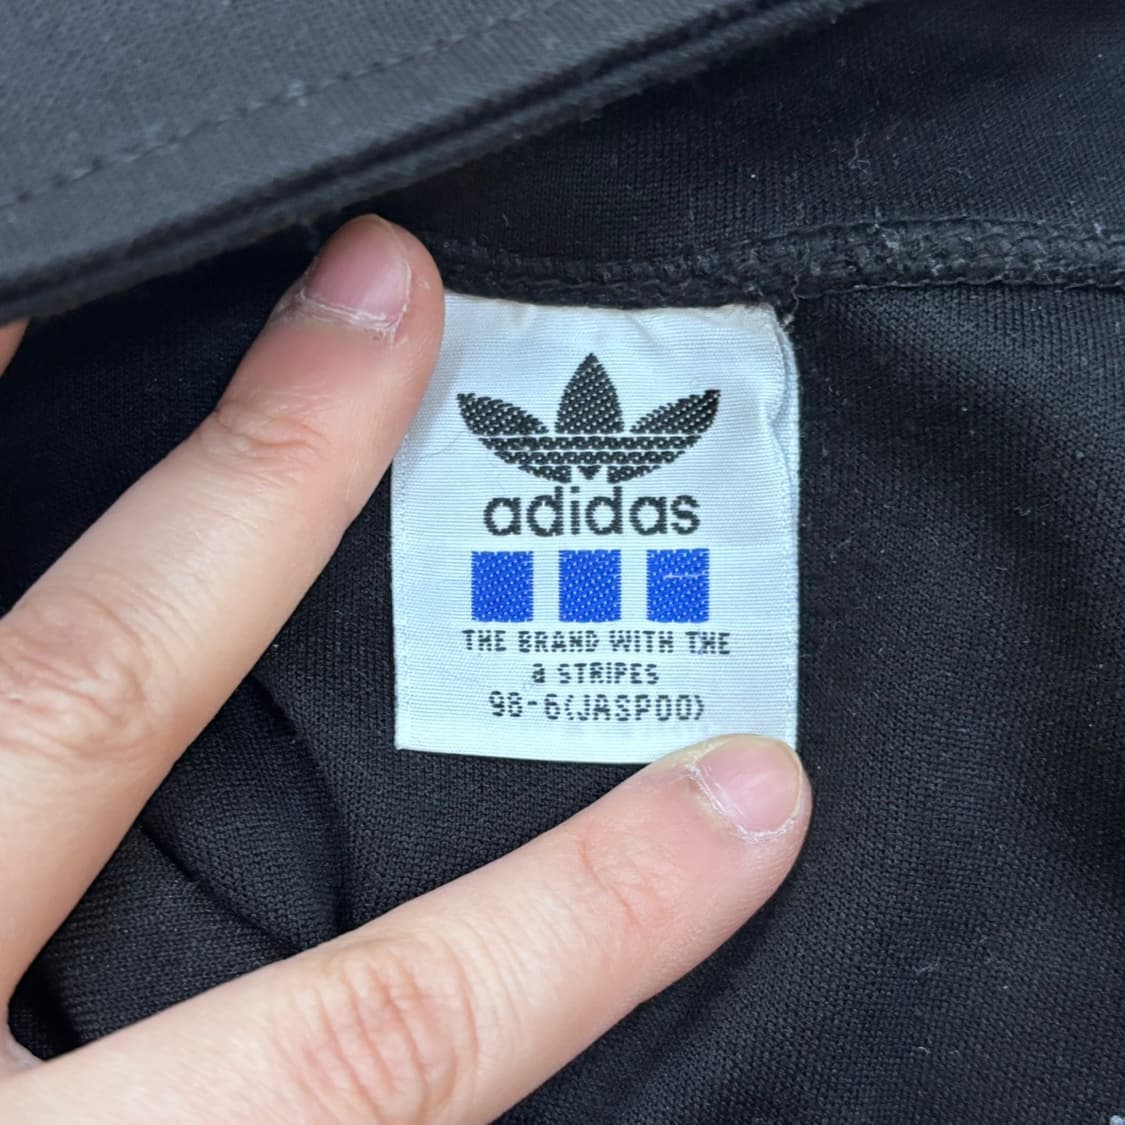 adidas
THE BRAND WITH THE
3 STRIPES
98-6(JASPOO)